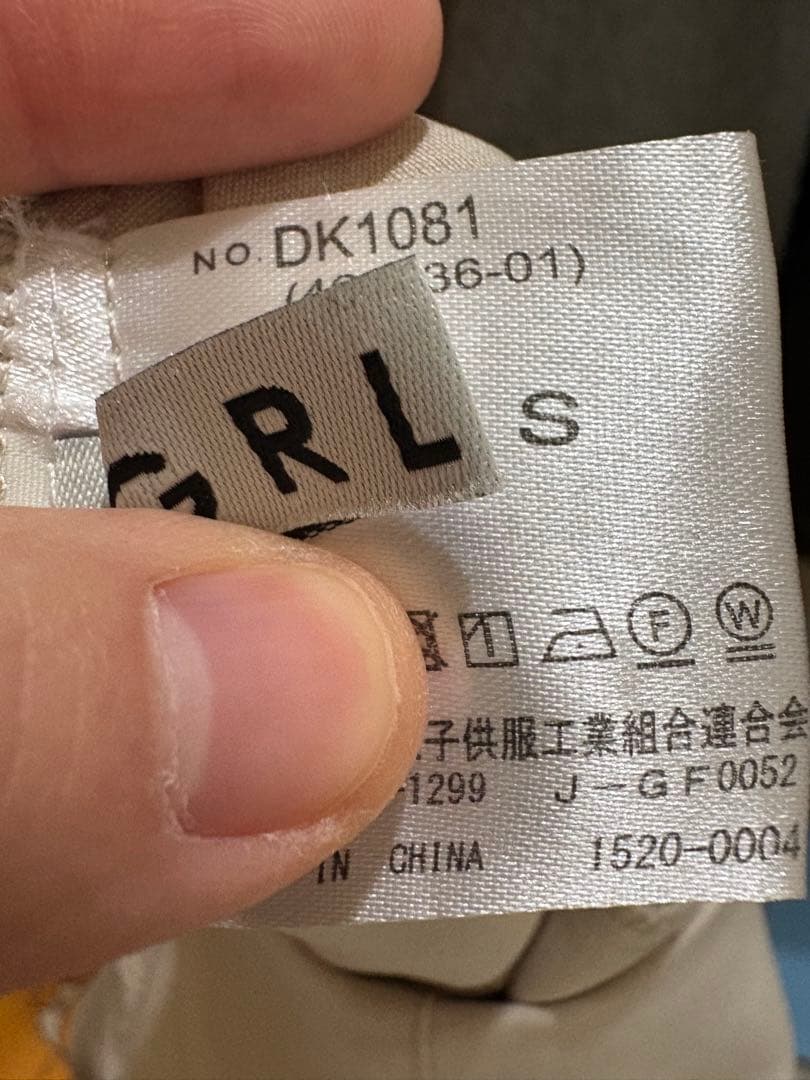 NO. DK1081
36-01)
GRL
S
F W
子供服工業組合連合会
-1299 J-GF0052
IN CHINA 1520-0004